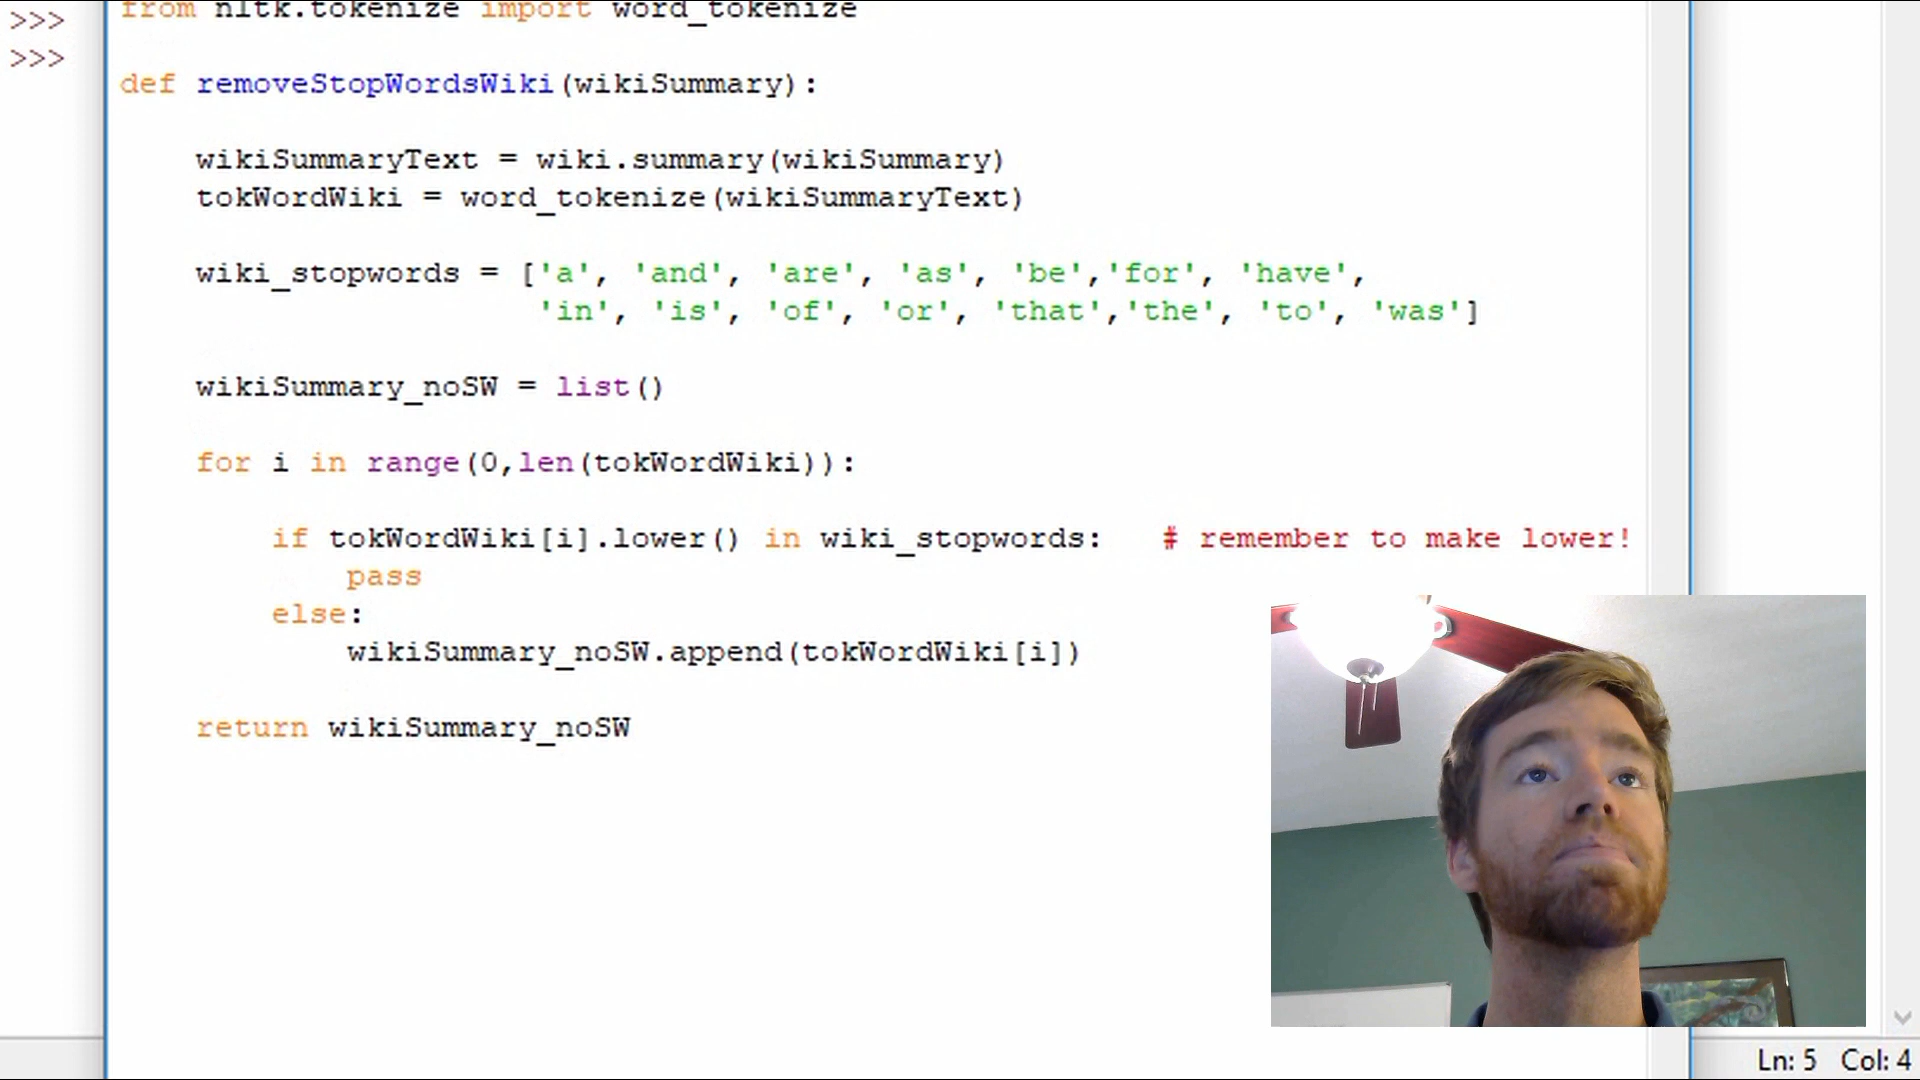 >>>
>>>
from nltk.tokenize import word_tokenize
def removeStopWordsWiki(wikiSummary):
wikiSummaryText = wiki.summary(wikiSummary)
tokWordWiki = word_tokenize(wikiSummaryText)
wiki_stopwords = ['a', 'and', 'are', 'as', 'be','for', 'have',
'in', 'is', 'of', 'or', 'that','the', 'to', 'was']
wikiSummary_noSW = list()
for i in range(0,len(tokWordWiki)):
if tokWordWiki[i].lower() in wiki_stopwords:   # remember to make lower!
pass
else:
wikiSummary_noSW.append(tokWordWiki[i])
return wikiSummary_noSW
Ln: 5 Col: 4